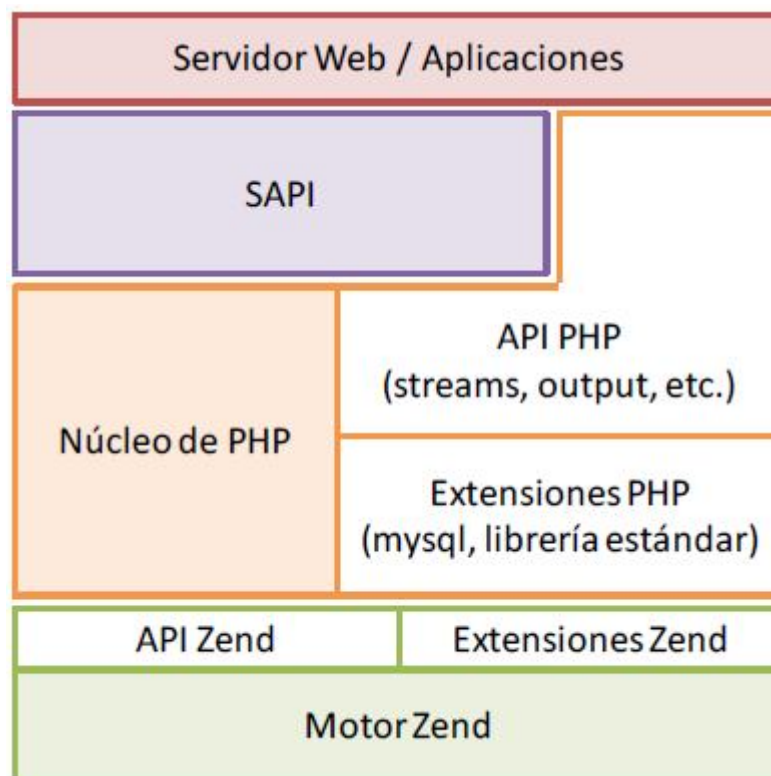 Servidor Web / Aplicaciones
SAPI
API PHP
(streams, output, etc.)
Núcleo de PHP
Extensiones PHP
(mysql, librería estándar)
API Zend
Extensiones Zend
Motor Zend